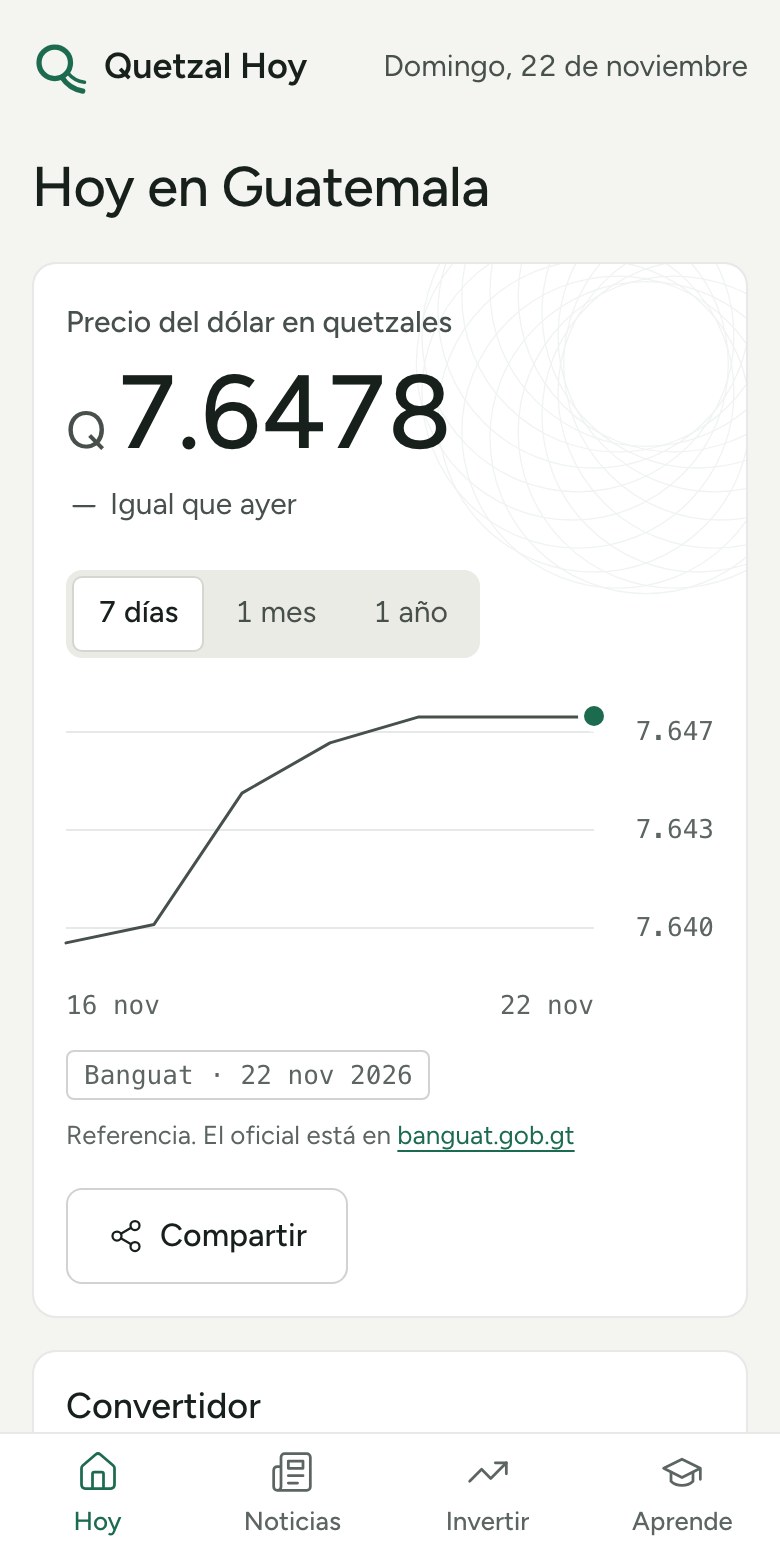 Quetzal Hoy
Domingo, 22 de noviembre
Hoy en Guatemala
Precio del dólar en quetzales
Q 7.6478
— Igual que ayer
7 días 1 mes 1 año
7.647
7.643
7.640
16 nov 22 nov
Banguat · 22 nov 2026
Referencia. El oficial está en banguat.gob.gt
Compartir
Convertidor
Hoy Noticias Invertir Aprende